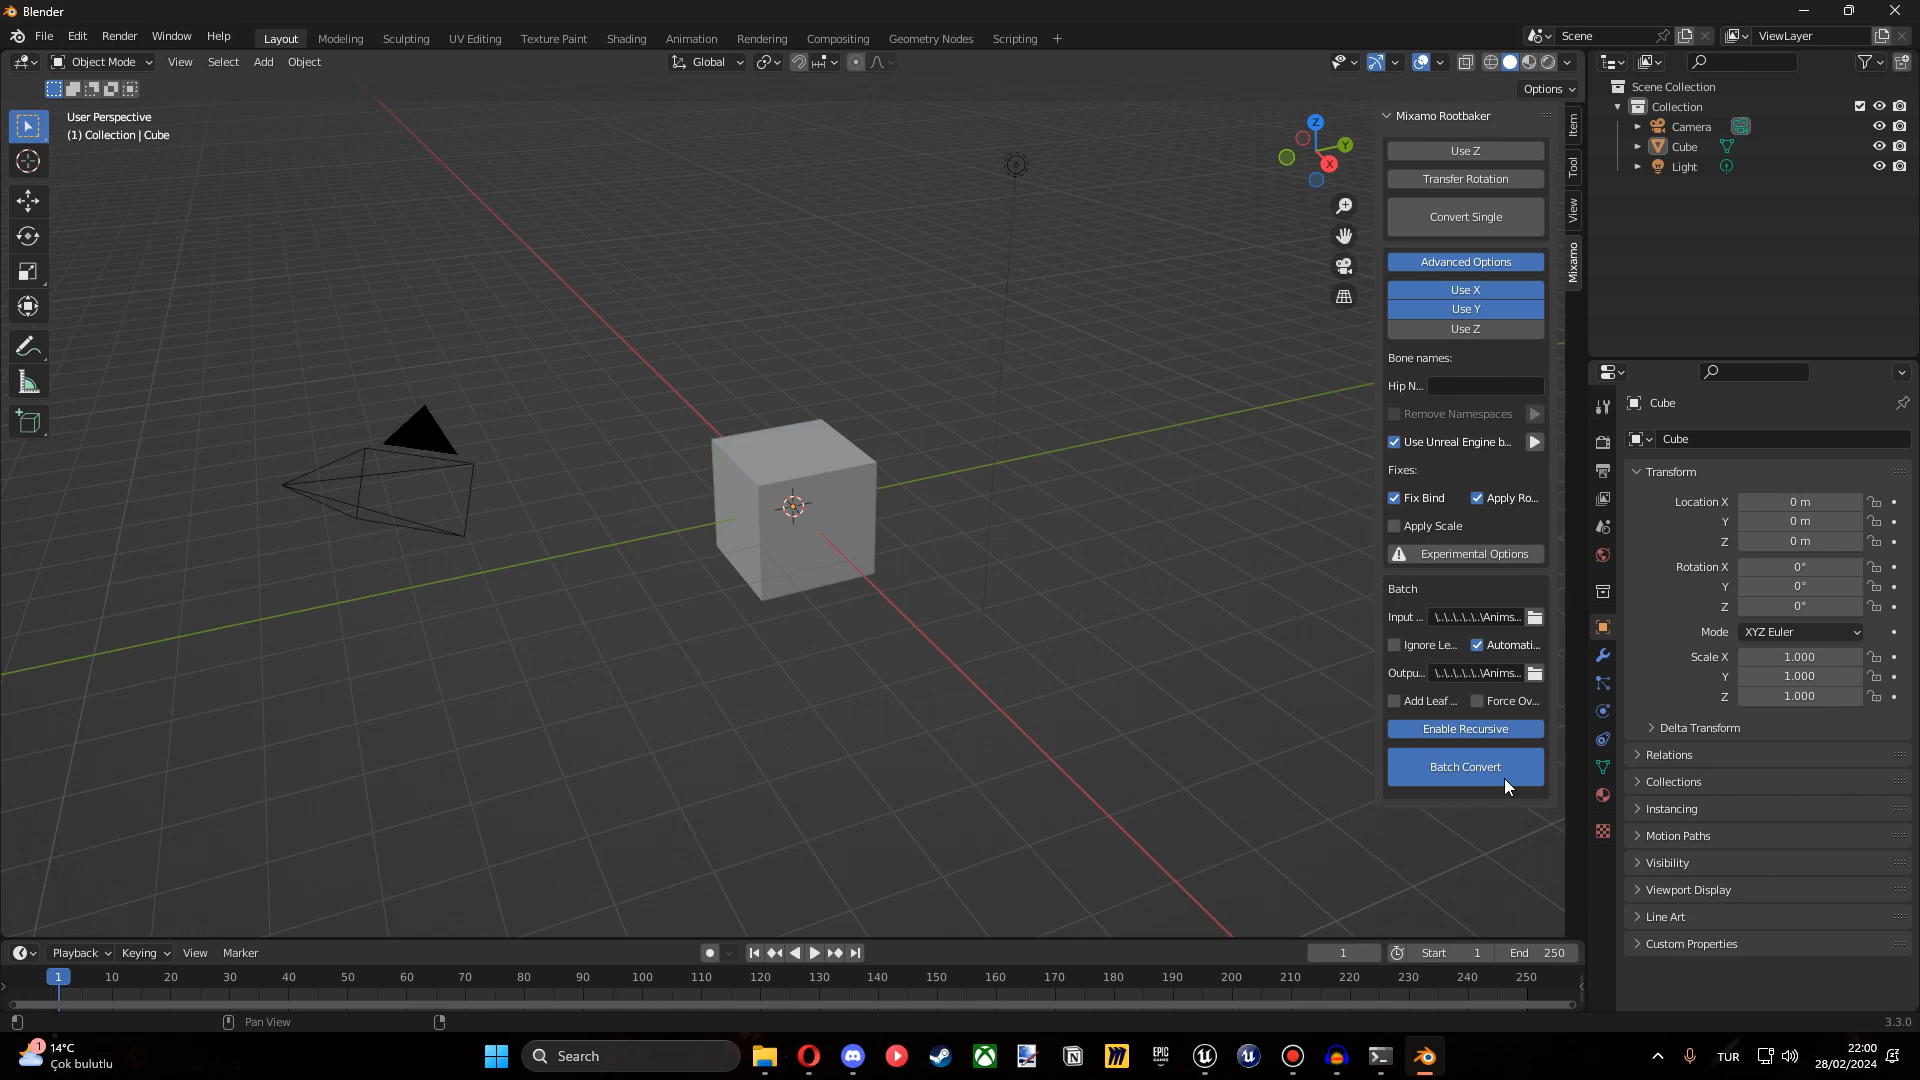 Blender
File Edit Render Window Help
Layout Modeling Sculpting UV Editing Texture Paint Shading Animation Rendering Compositing Geometry Nodes Scripting +
Scene
ViewLayer
Object Mode View Select Add Object
Global
Options
User Perspective
(1) Collection | Cube
Z
Y
X
Mixamo Rootbaker
Use Z
Transfer Rotation
Convert Single
Advanced Options
Use X
Use Y
Use Z
Bone names:
Hip N...
Remove Namespaces
Use Unreal Engine b...
Fixes:
Fix Bind Apply Ro...
Apply Scale
Experimental Options
Batch
Input ... \..\..\..\..\Anims...
Ignore Le... Automati...
Outpu... \..\..\..\..\Anims...
Add Leaf ... Force Ov...
Enable Recursive
Batch Convert
Item
Tool
View
Mixamo
Scene Collection
Collection
Camera
Cube
Light
Cube
Cube
Transform
Location X 0 m
Y 0 m
Z 0 m
Rotation X 0°
Y 0°
Z 0°
Mode XYZ Euler
Scale X 1.000
Y 1.000
Z 1.000
Delta Transform
Relations
Collections
Instancing
Motion Paths
Visibility
Viewport Display
Line Art
Custom Properties
Playback Keying View Marker
1 Start 1 End 250
1 10 20 30 40 50 60 70 80 90 100 110 120 130 140 150 160 170 180 190 200 210 220 230 240 250
Pan View
3.3.0
1
14°C
Çok bulutlu
Search
EPIC
GAMES
TUR
22:00
28/02/2024